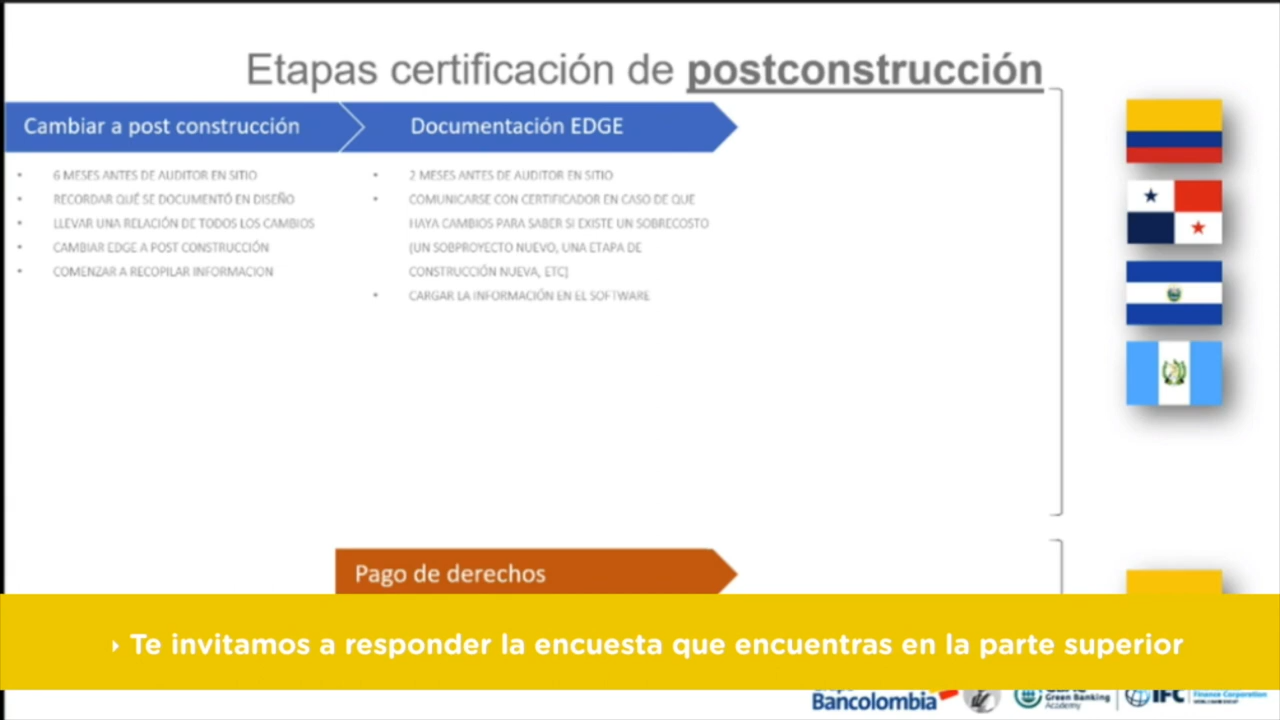 Etapas certificación de postconstrucción
Cambiar a post construcción
Documentación EDGE
• 6 MESES ANTES DE AUDITOR EN SITIO
• RECORDAR QUÉ SE DOCUMENTÓ EN DISEÑO
• LLEVAR UNA RELACIÓN DE TODOS LOS CAMBIOS
• CAMBIAR EDGE A POST CONSTRUCCIÓN
• COMENZAR A RECOPILAR INFORMACION
• 2 MESES ANTES DE AUDITOR EN SITIO
• COMUNICARSE CON CERTIFICADOR EN CASO DE QUE
HAYA CAMBIOS PARA SABER SI EXISTE UN SOBRECOSTO
(UN SOBPROYECTO NUEVO, UNA ETAPA DE
CONSTRUCCIÓN NUEVA, ETC)
• CARGAR LA INFORMACIÓN EN EL SOFTWARE
Pago de derechos
Te invitamos a responder la encuesta que encuentras en la parte superior
Bancolombia
Green Banking
Academy
IFC
Finance Corporation